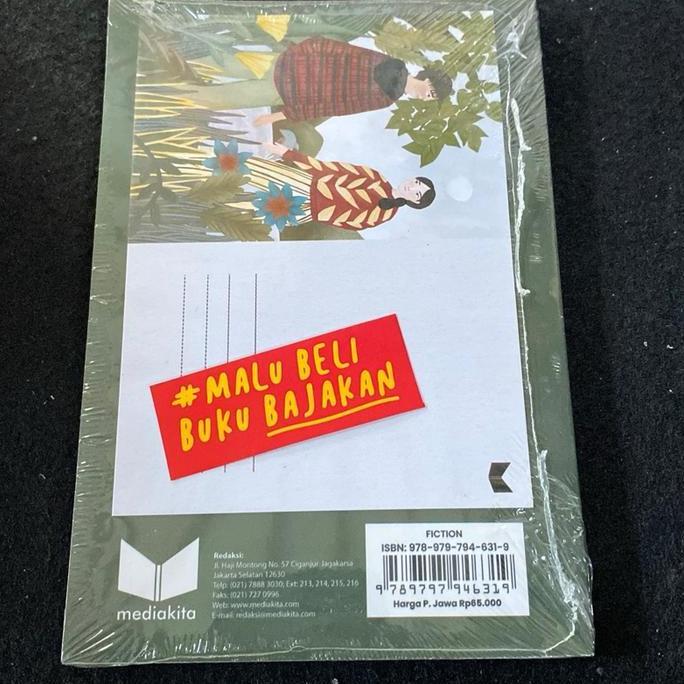 #MALU BELI
BUKU BAJAKAN
mediakita
Redaksi:
Jl. Haji Montong No. 57 Ciganjur-Jagakarsa
Jakarta Selatan 12630
Telp: (021) 7888 3030; Ext: 213, 214, 215, 216
Faks: (021) 727 0996
Web: www.mediakita.com
E-mail: redaksi@mediakita.com
FICTION
ISBN: 978-979-794-631-9
9 789797 946319
Harga P. Jawa Rp65.000